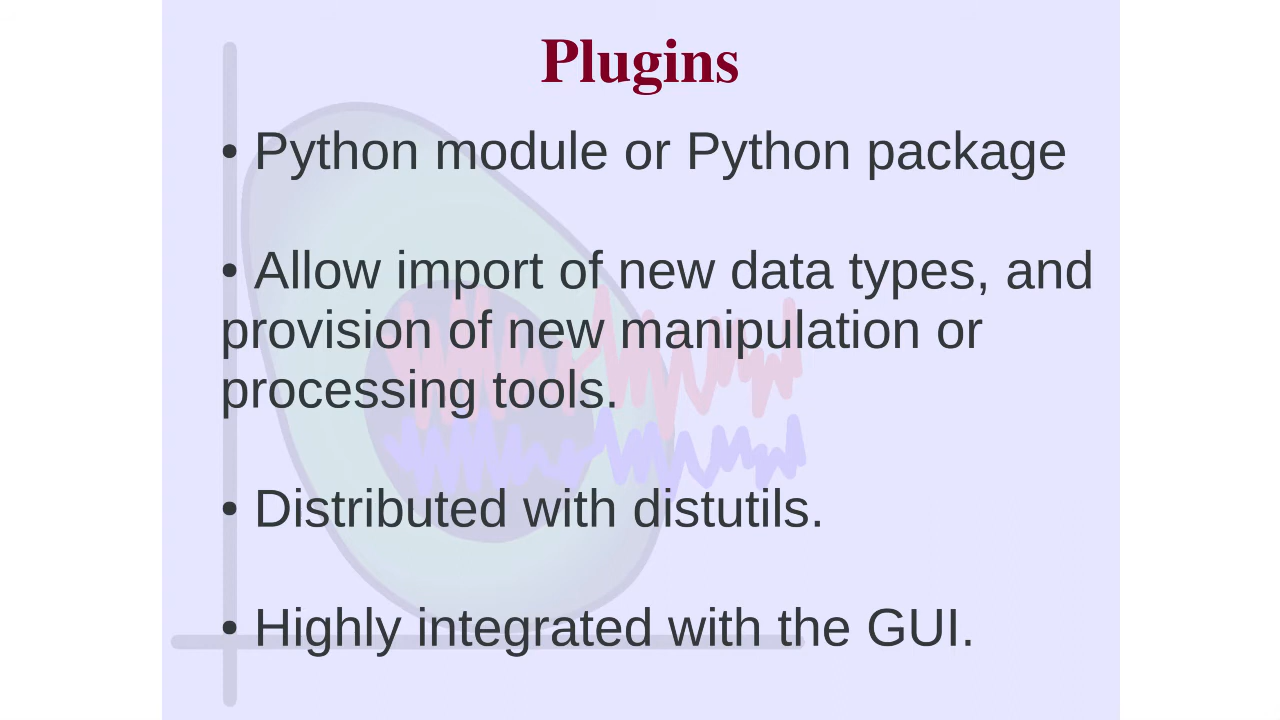 Plugins
• Python module or Python package
• Allow import of new data types, and
provision of new manipulation or
processing tools.
• Distributed with distutils.
• Highly integrated with the GUI.